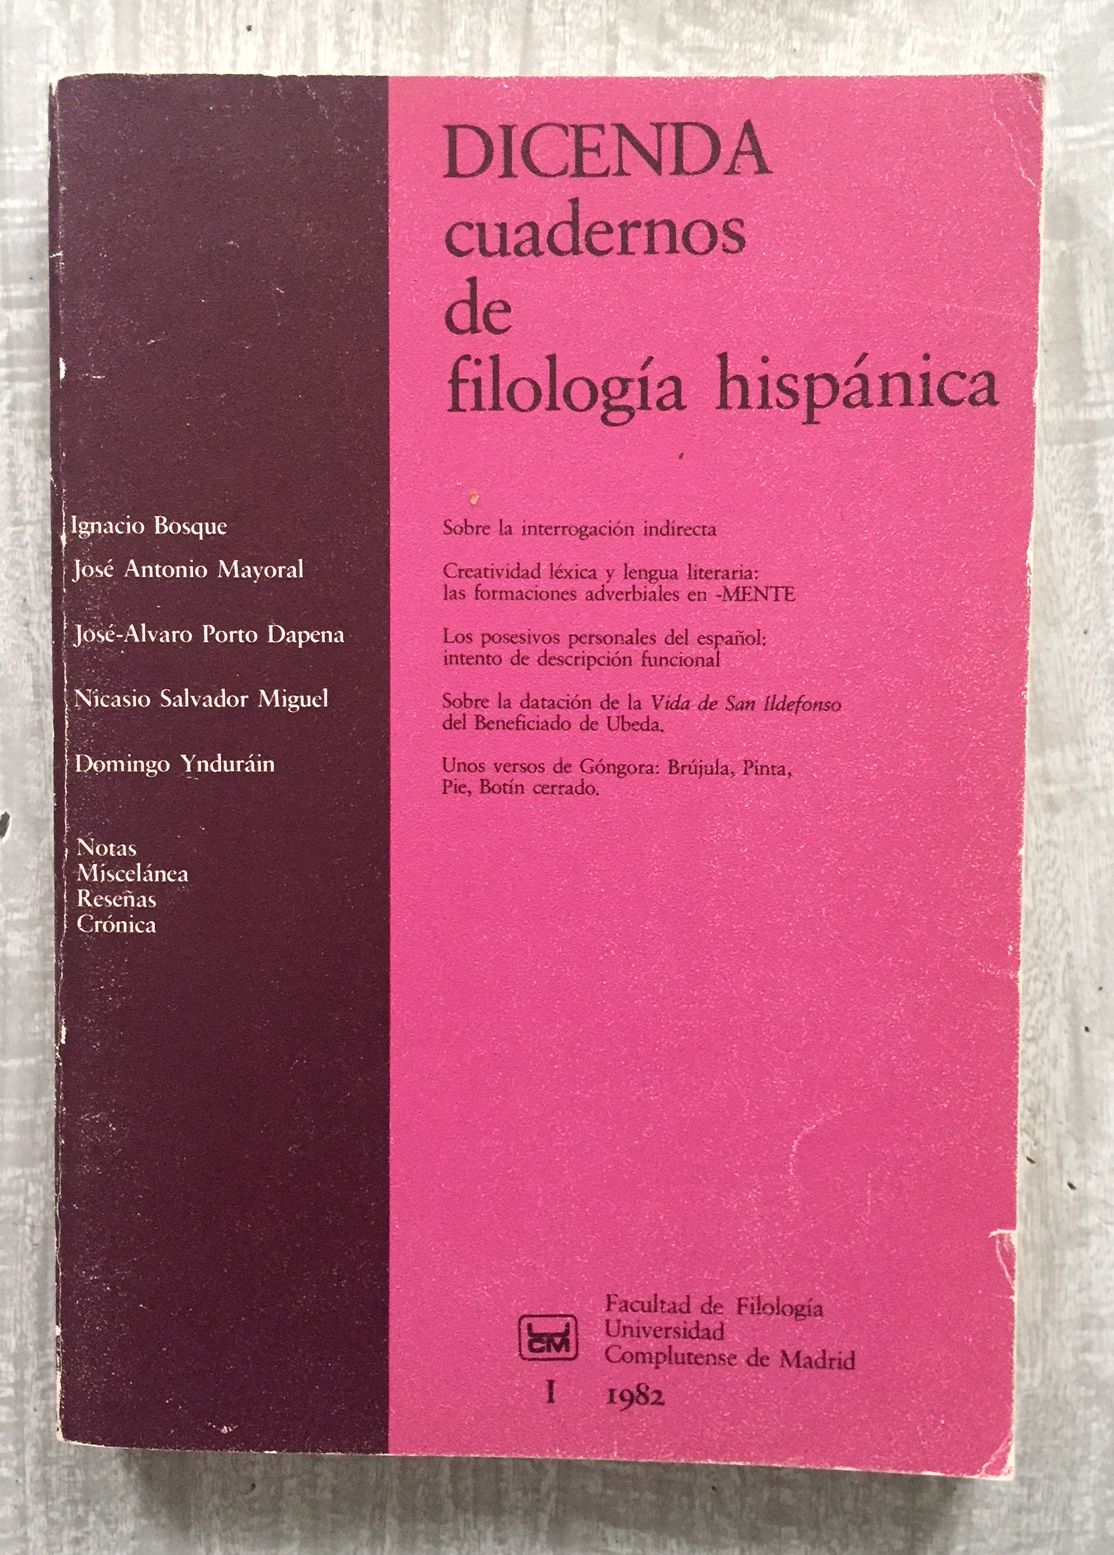 DICENDA
cuadernos
de
filología hispánica
Ignacio Bosque
Sobre la interrogación indirecta
José Antonio Mayoral
Creatividad léxica y lengua literaria:
las formaciones adverbiales en -MENTE
José-Alvaro Porto Dapena
Los posesivos personales del español:
intento de descripción funcional
Nicasio Salvador Miguel
Sobre la datación de la Vida de San Ildefonso
del Beneficiado de Ubeda.
Domingo Ynduráin
Unos versos de Góngora: Brújula, Pinta,
Pie, Botín cerrado.
Notas
Miscelánea
Reseñas
Crónica
UCM
Facultad de Filología
Universidad
Complutense de Madrid
I 1982